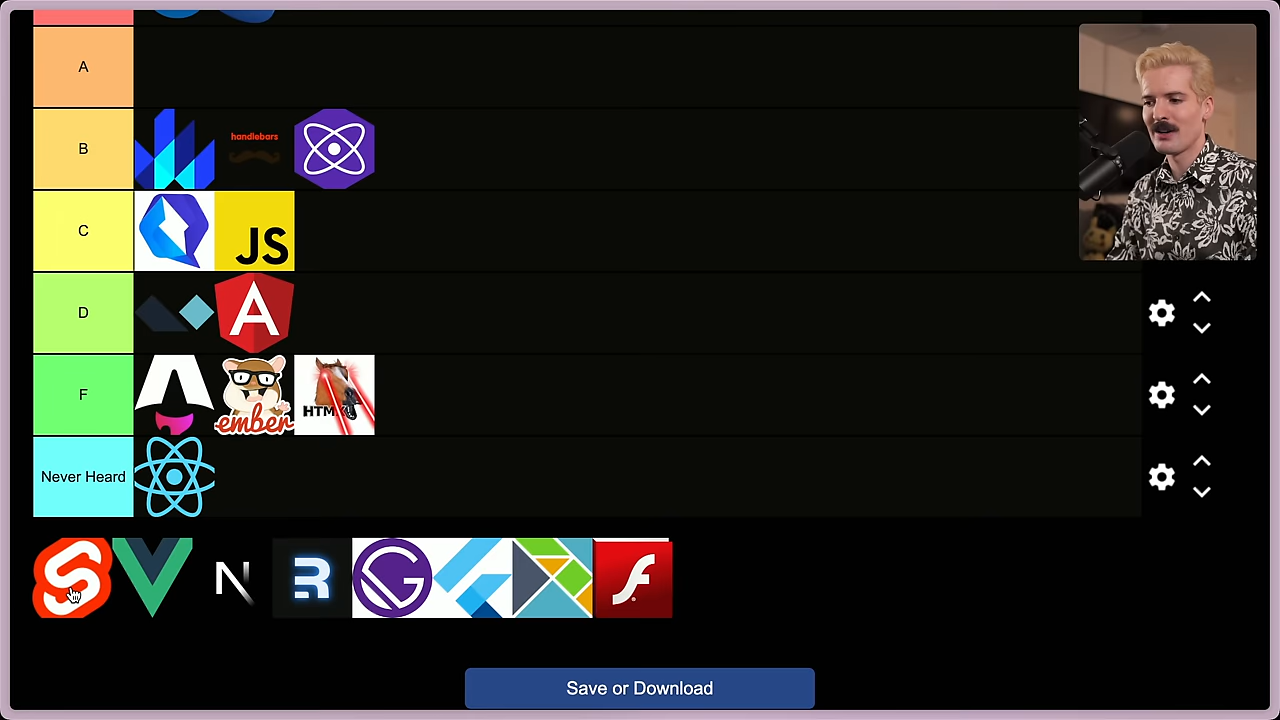 A
B
handlebars
C
JS
D
F
ember
HTMX
Never Heard
Save or Download